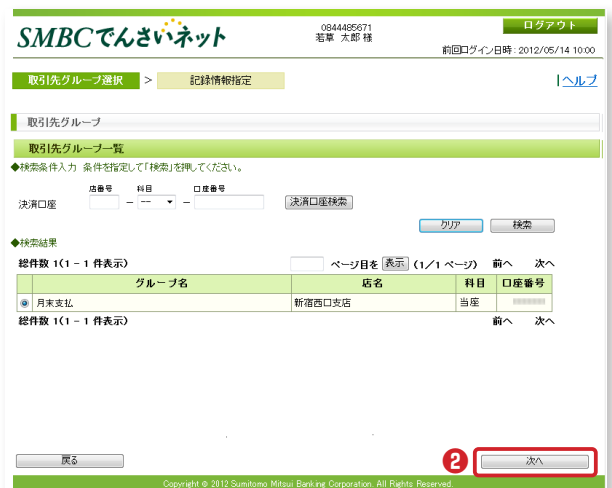 SMBCでんさいネット
0844485671
若草 太郎 様
ログアウト
前回ログイン日時：2012/05/14 10:00
取引先グループ選択 > 記録情報指定
ヘルプ
取引先グループ
取引先グループ一覧
◆検索条件入力 条件を指定して「検索」を押してください。
店番号 科目 口座番号
決済口座 － -- － 決済口座検索
クリア 検索
◆検索結果
総件数 1(1 - 1 件表示) ページ目を 表示 (1／1 ページ) 前へ 次へ
グループ名 店名 科目 口座番号
月末支払 新宿西口支店 当座
総件数 1(1 - 1 件表示) 前へ 次へ
戻る ❷ 次へ
Copyright © 2012 Sumitomo Mitsui Banking Corporation. All Rights Reserved.